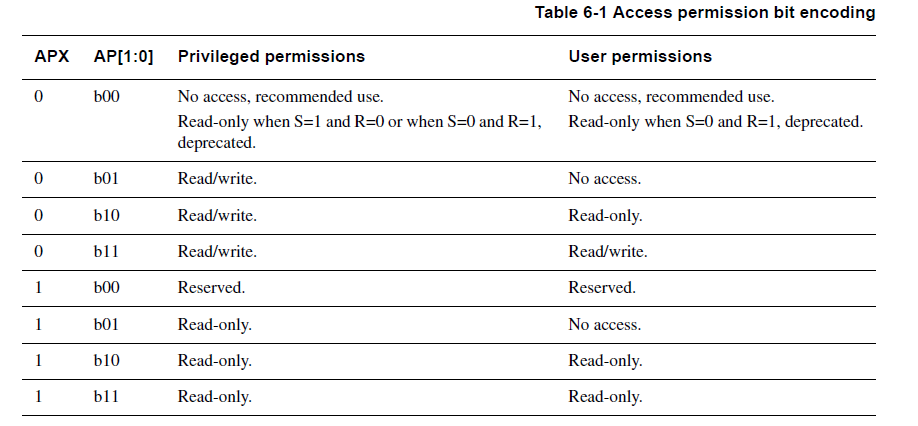 Table 6-1 Access permission bit encoding
APX AP[1:0] Privileged permissions User permissions
0 b00 No access, recommended use. No access, recommended use.
Read-only when S=1 and R=0 or when S=0 and R=1, Read-only when S=0 and R=1, deprecated.
deprecated.
0 b01 Read/write. No access.
0 b10 Read/write. Read-only.
0 b11 Read/write. Read/write.
1 b00 Reserved. Reserved.
1 b01 Read-only. No access.
1 b10 Read-only. Read-only.
1 b11 Read-only. Read-only.